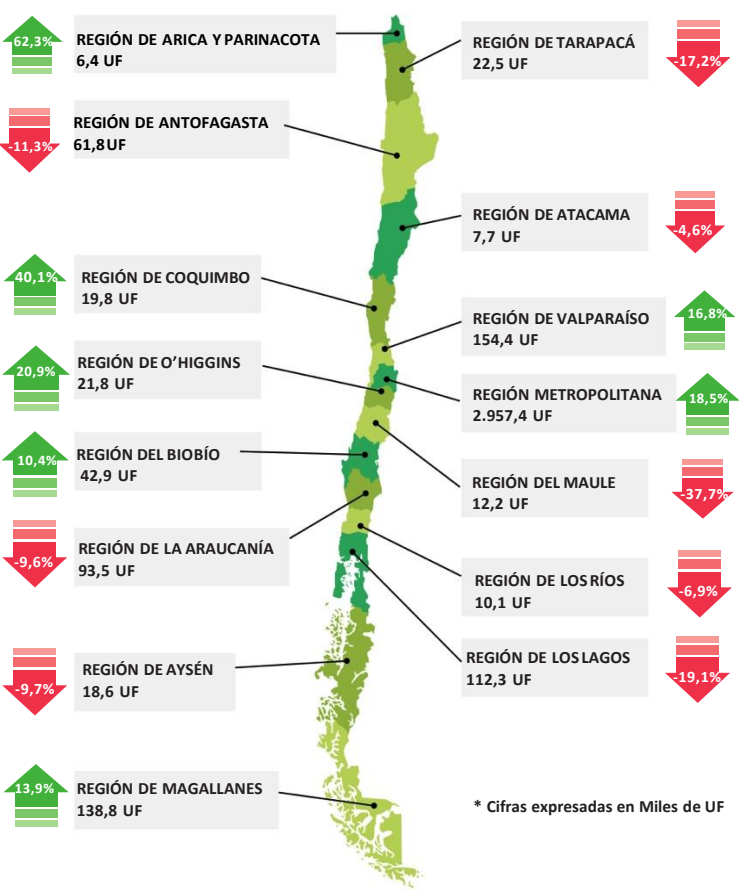 62,3%
REGIÓN DE ARICA Y PARINACOTA
6,4 UF
REGIÓN DE TARAPACÁ
22,5 UF
-17,2%
-11,3%
REGIÓN DE ANTOFAGASTA
61,8UF
REGIÓN DE ATACAMA
7,7 UF
-4,6%
40,1%
REGIÓN DE COQUIMBO
19,8 UF
REGIÓN DE VALPARAÍSO
154,4 UF
16,8%
20,9%
REGIÓN DE O’HIGGINS
21,8 UF
REGIÓN METROPOLITANA
2.957,4 UF
18,5%
10,4%
REGIÓN DEL BIOBÍO
42,9 UF
REGIÓN DEL MAULE
12,2 UF
-37,7%
-9,6%
REGIÓN DE LA ARAUCANÍA
93,5 UF
REGIÓN DE LOS RÍOS
10,1 UF
-6,9%
-9,7%
REGIÓN DE AYSÉN
18,6 UF
REGIÓN DE LOS LAGOS
112,3 UF
-19,1%
13,9%
REGIÓN DE MAGALLANES
138,8 UF
* Cifras expresadas en Miles de UF